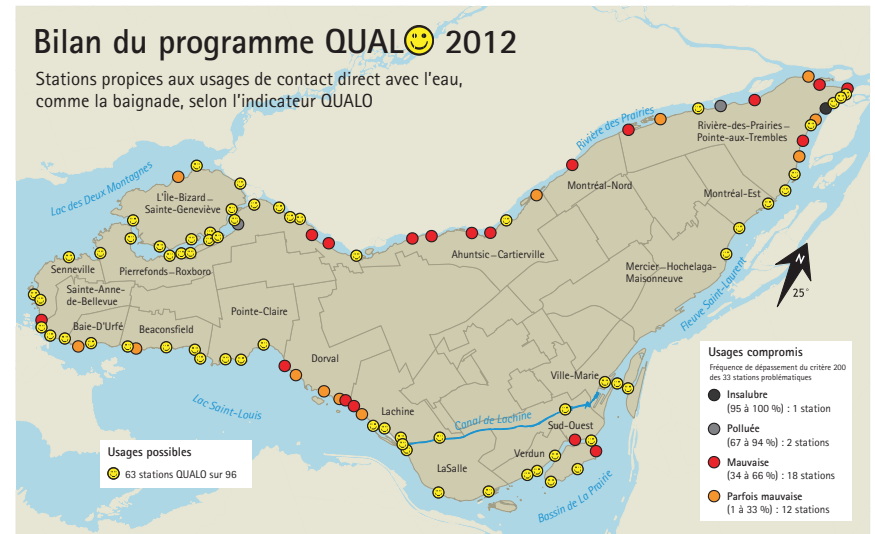 Bilan du programme QUALO 2012
Stations propices aux usages de contact direct avec l'eau,
comme la baignade, selon l'indicateur QUALO
Rivière des Prairies
Rivière-des-Prairies–
Pointe-aux-Trembles
Lac des Deux Montagnes
L'Île-Bizard–
Sainte-Geneviève
Montréal-Nord
Montréal-Est
Ahuntsic–Cartierville
Senneville
Pierrefonds–Roxboro
Mercier–Hochelaga-
Maisonneuve
N
25°
Sainte-Anne-
de-Bellevue
Fleuve Saint-Laurent
Pointe-Claire
Baie-D'Urfé
Beaconsfield
Dorval
Ville-Marie
Lac Saint-Louis
Lachine
Canal de Lachine
Sud-Ouest
Verdun
LaSalle
Bassin de La Prairie
Usages possibles
63 stations QUALO sur 96
Usages compromis
Fréquence de dépassement du critère 200
des 33 stations problématiques
Insalubre
(95 à 100 %) : 1 station
Polluée
(67 à 94 %) : 2 stations
Mauvaise
(34 à 66 %) : 18 stations
Parfois mauvaise
(1 à 33 %) : 12 stations